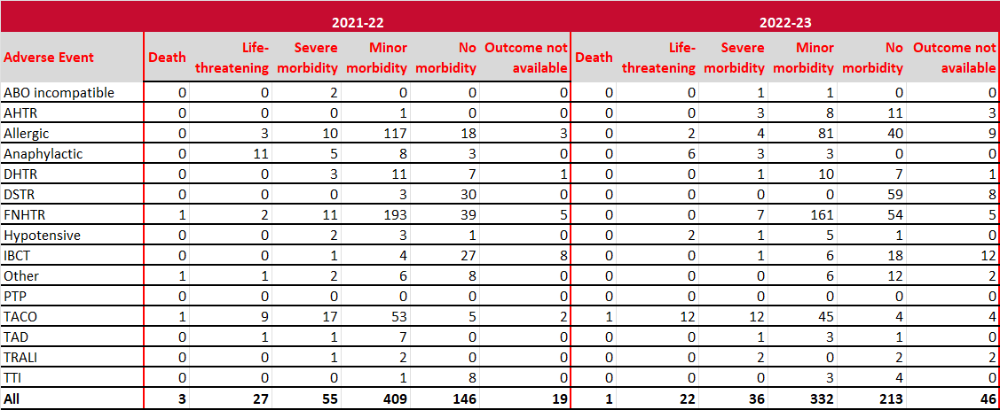 2021-22 2022-23
Adverse Event Death Life-threatening Severe morbidity Minor morbidity No morbidity Outcome not available Death Life-threatening Severe morbidity Minor morbidity No morbidity Outcome not available
ABO incompatible 0 0 2 0 0 0 0 0 1 1 0 0
AHTR 0 0 0 1 0 0 0 0 3 8 11 3
Allergic 0 3 10 117 18 3 0 2 4 81 40 9
Anaphylactic 0 11 5 8 3 0 0 6 3 3 0 0
DHTR 0 0 3 11 7 1 0 0 1 10 7 1
DSTR 0 0 0 3 30 0 0 0 0 0 59 8
FNHTR 1 2 11 193 39 5 0 0 7 161 54 5
Hypotensive 0 0 2 3 1 0 0 2 1 5 1 0
IBCT 0 0 1 4 27 8 0 0 1 6 18 12
Other 1 1 2 6 8 0 0 0 0 6 12 2
PTP 0 0 0 0 0 0 0 0 0 0 0 0
TACO 1 9 17 53 5 2 1 12 12 45 4 4
TAD 0 1 1 7 0 0 0 0 1 3 1 0
TRALI 0 0 1 2 0 0 0 0 2 0 2 2
TTI 0 0 0 1 8 0 0 0 0 3 4 0
All 3 27 55 409 146 19 1 22 36 332 213 46